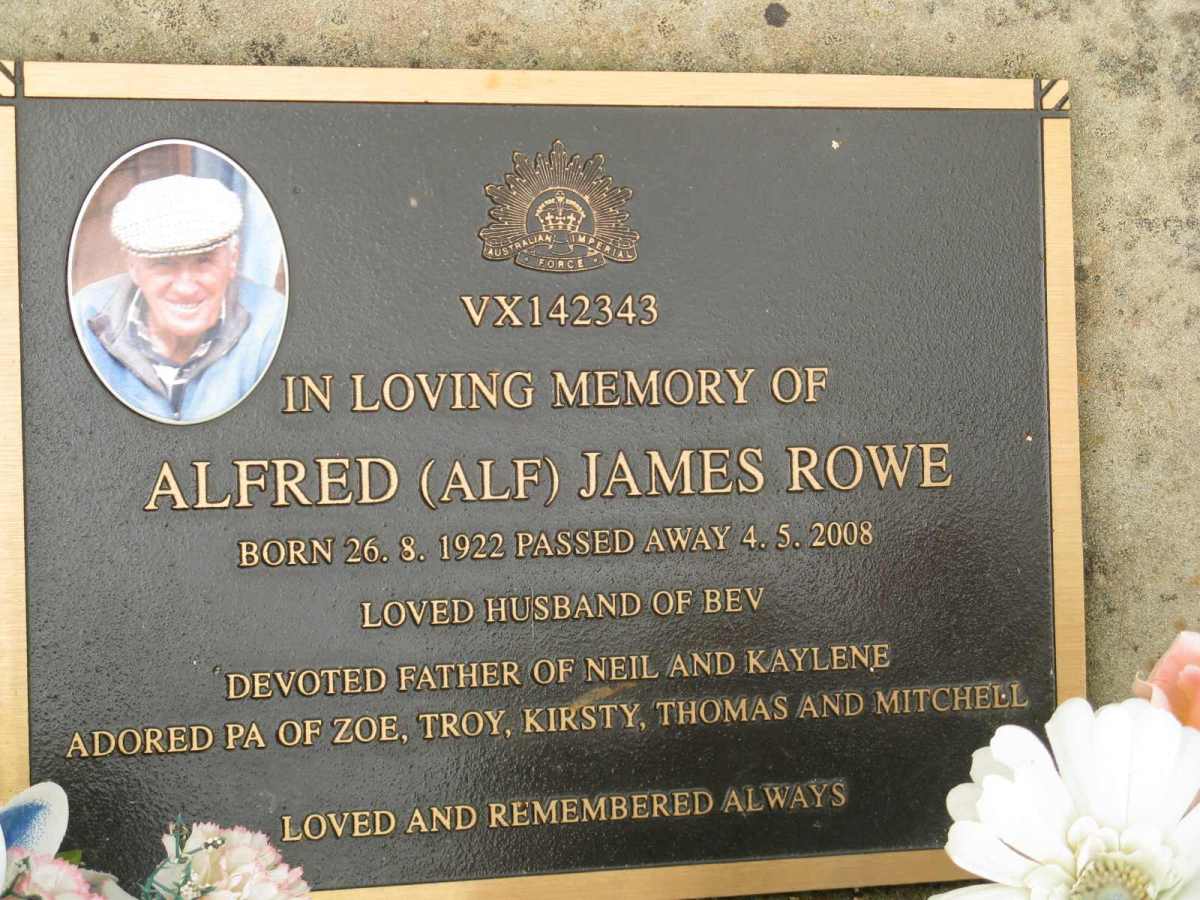 AUSTRALIAN IMPERIAL
FORCE
VX142343
IN LOVING MEMORY OF
ALFRED (ALF) JAMES ROWE
BORN 26. 8. 1922 PASSED AWAY 4. 5. 2008
LOVED HUSBAND OF BEV
DEVOTED FATHER OF NEIL AND KAYLENE
ADORED PA OF ZOE, TROY, KIRSTY, THOMAS AND MITCHELL
LOVED AND REMEMBERED ALWAYS